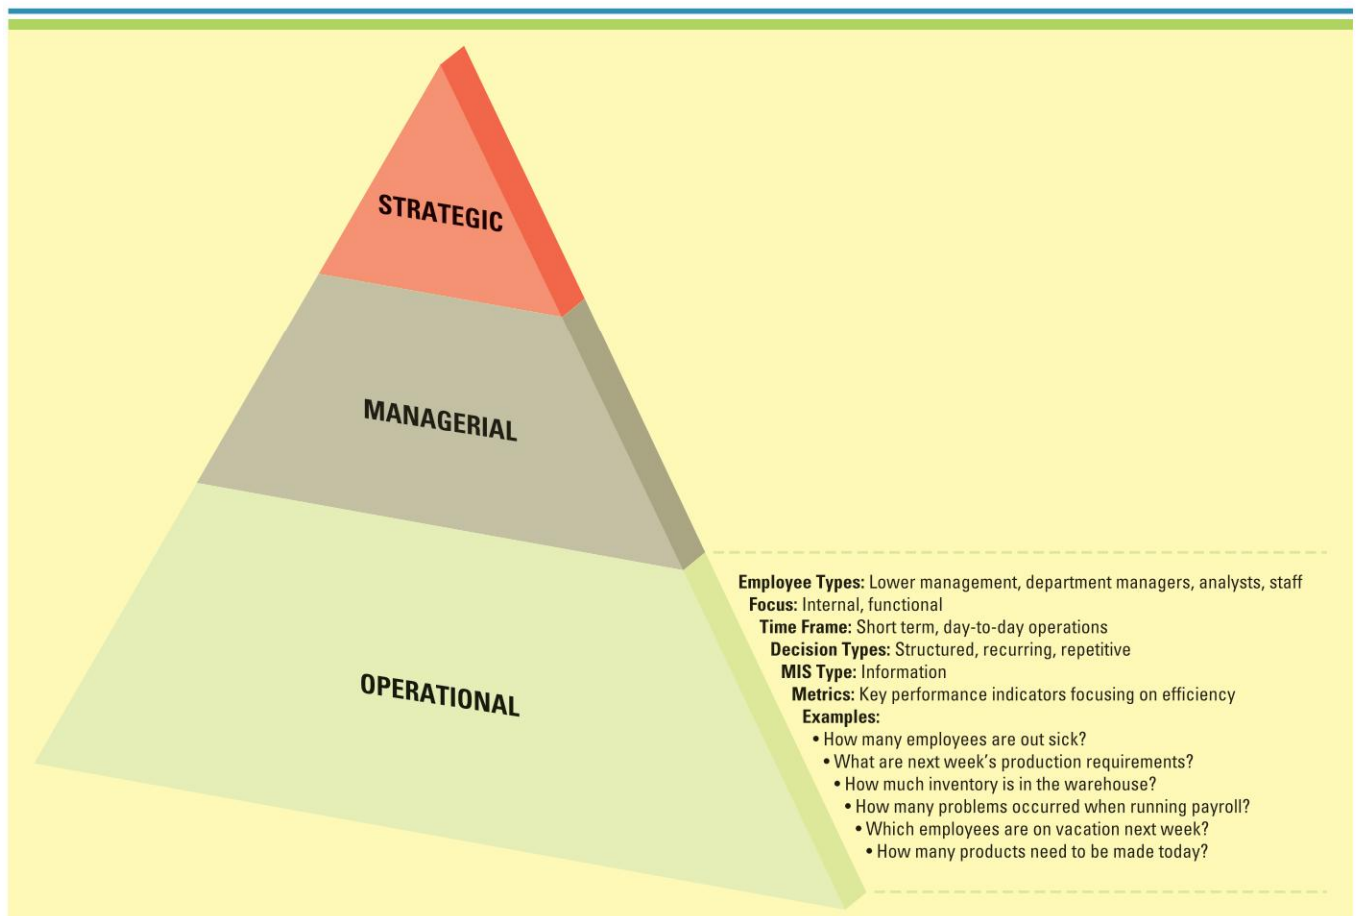 STRATEGIC
MANAGERIAL
OPERATIONAL
Employee Types: Lower management, department managers, analysts, staff
Focus: Internal, functional
Time Frame: Short term, day-to-day operations
Decision Types: Structured, recurring, repetitive
MIS Type: Information
Metrics: Key performance indicators focusing on efficiency
Examples:
• How many employees are out sick?
• What are next week's production requirements?
• How much inventory is in the warehouse?
• How many problems occurred when running payroll?
• Which employees are on vacation next week?
• How many products need to be made today?